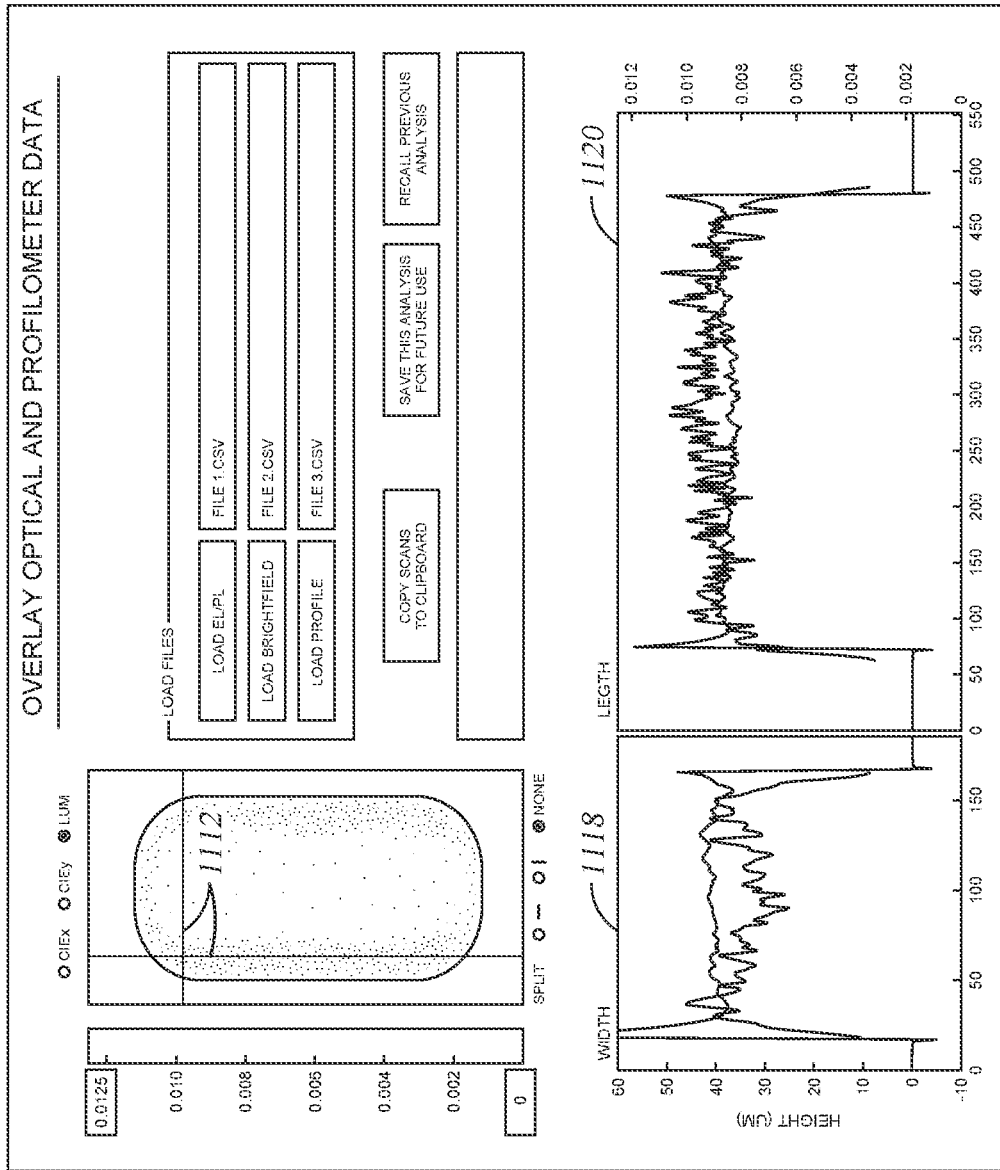 OVERLAY OPTICAL AND PROFILOMETER DATA
CIEx CIEy LUM
0.0125
0.010
0.008
0.006
0.004
0.002
0
1112
SPLIT NONE
LOAD FILES
LOAD EL/PL FILE 1.CSV
LOAD BRIGHTFIELD FILE 2.CSV
LOAD PROFILE FILE 3.CSV
COPY SCANS
TO CLIPBOARD
SAVE THIS ANALYSIS
FOR FUTURE USE
RECALL PREVIOUS
ANALYSIS
WIDTH
1118
HEIGHT (UM)
60
50
40
30
20
10
0
-10
0 50 100 150
LIEGTH
1120
0.012
0.010
0.008
0.006
0.004
0.002
0
0 50 100 150 200 250 300 350 400 450 500 550